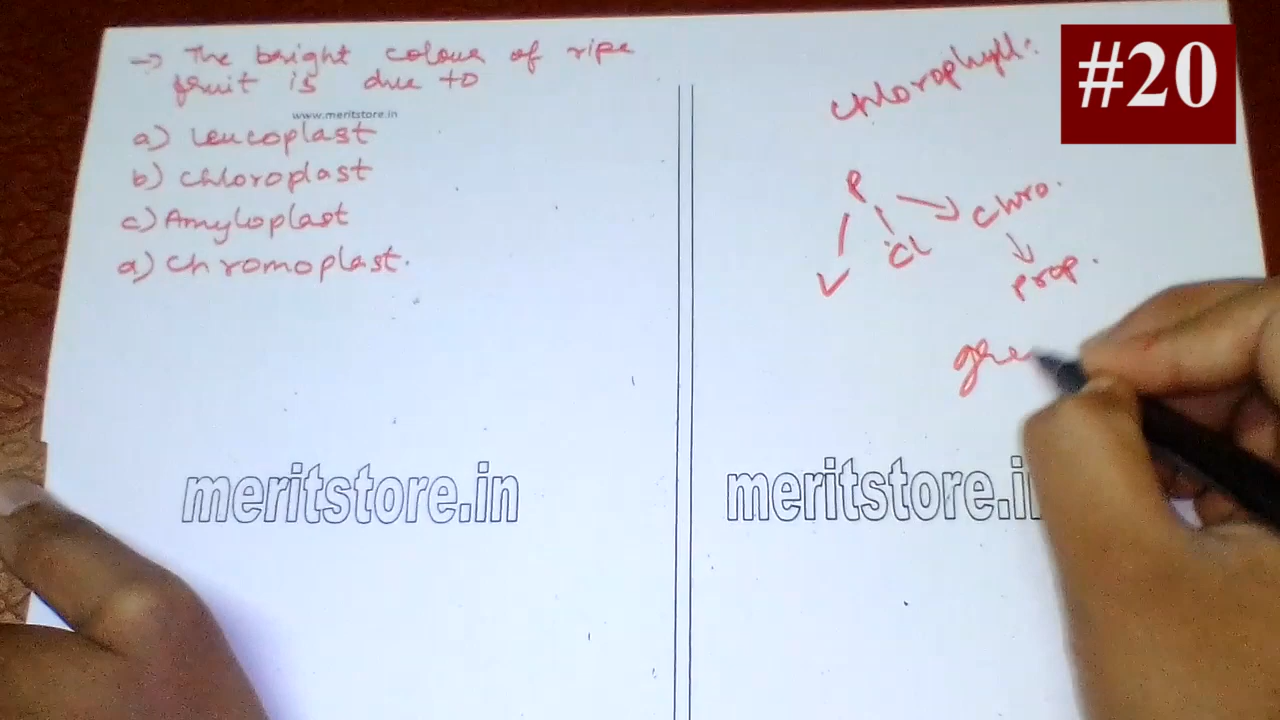 → The bright colour of ripe
fruit is due to
www.meritstore.in
a) Leucoplast
b) chloroplast
c) Amyloplast
d) chromoplast.
chlorophyll:
#20
P
chro.
CL
L
prop.
gre
meritstore.in
meritstore.i